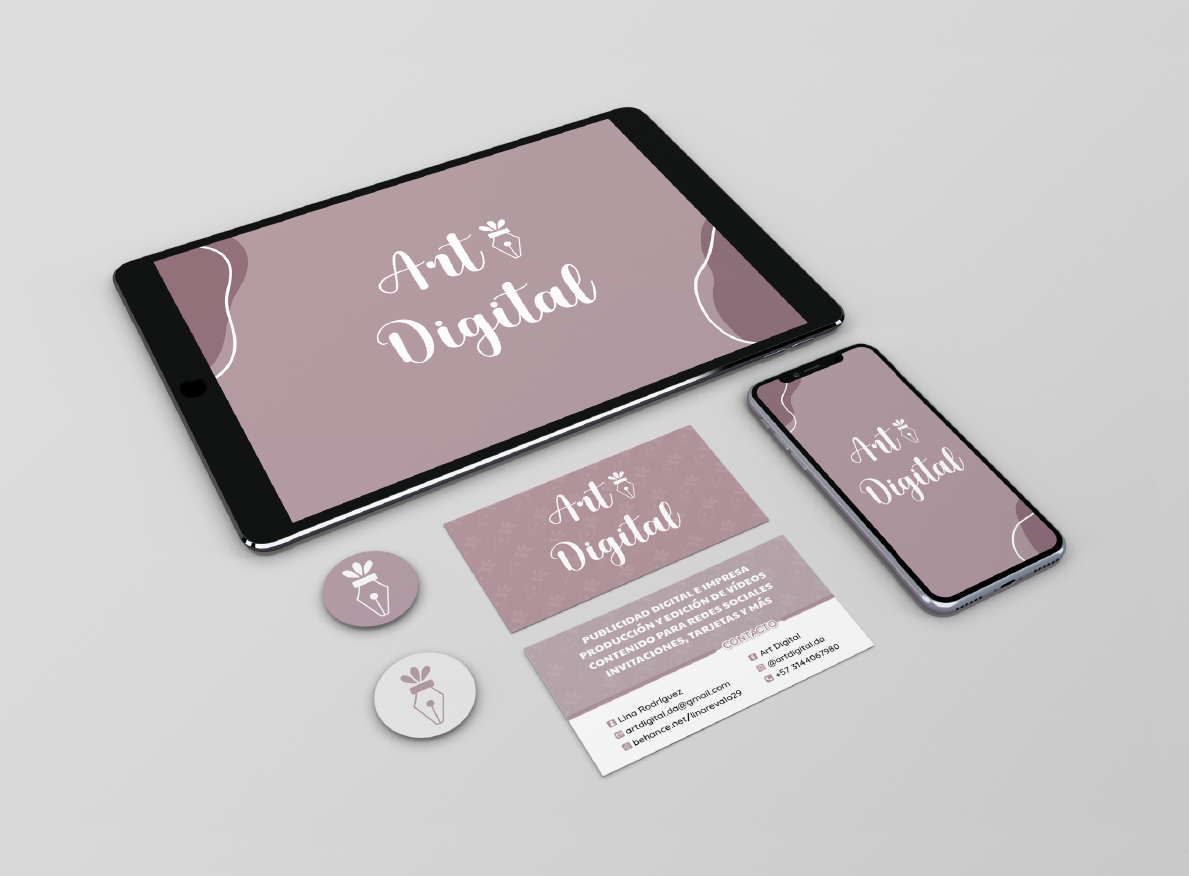 Art
Digital
Art
Digital
Art
Digital
PUBLICIDAD DIGITAL E IMPRESA
PRODUCCIÓN Y EDICIÓN DE VÍDEOS
CONTENIDO PARA REDES SOCIALES
INVITACIONES, TARJETAS Y MÁS
CONTACTO
Lina Rodríguez
artdigital.da@gmail.com
behance.net/linarevalo29
Art Digital
@artdigital.da
+57 3144067980